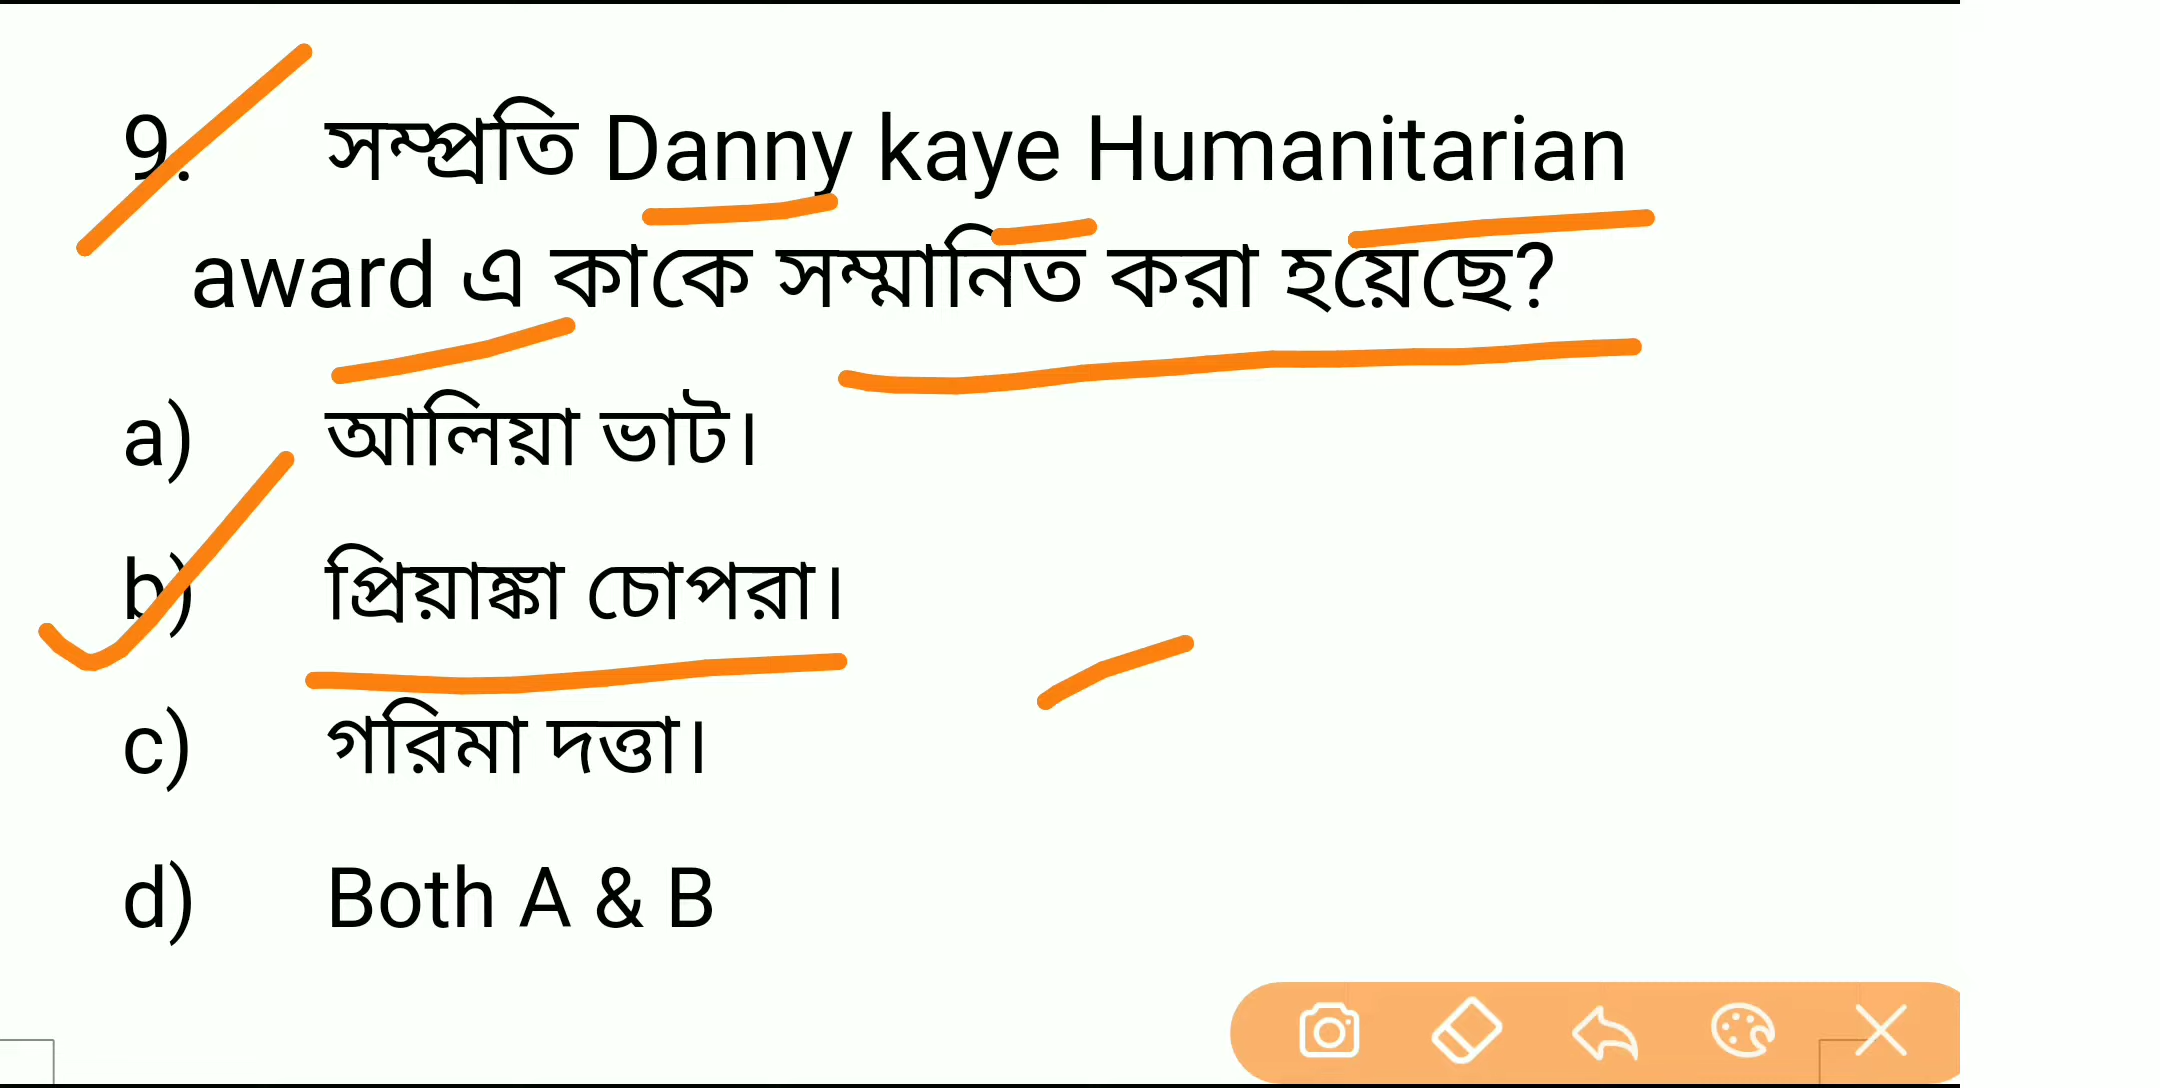 9. সম্প্রতি Danny kaye Humanitarian
award এ কাকে সম্মানিত করা হয়েছে?
a) আলিয়া ভাট।
b) প্রিয়াঙ্কা চোপরা।
c) গরিমা দত্তা।
d) Both A & B